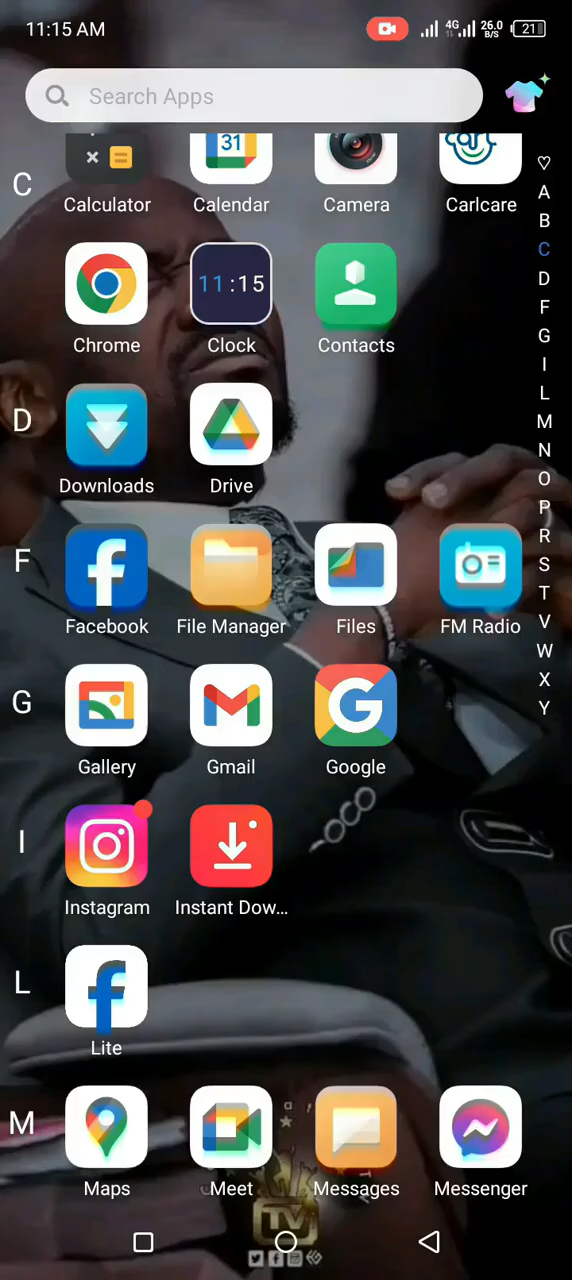 11:15 AM 4G 26.0 B/S 21
Search Apps
♡
A
B
C
D
F
G
I
L
M
N
O
P
R
S
T
V
W
X
Y
C
31
Calculator Calendar Camera Carlcare
11:15
Chrome Clock Contacts
D
Downloads Drive
F
Facebook File Manager Files FM Radio
G
Gallery Gmail Google
I
Instagram Instant Dow...
L
Lite
M
Maps Meet Messages Messenger
TV